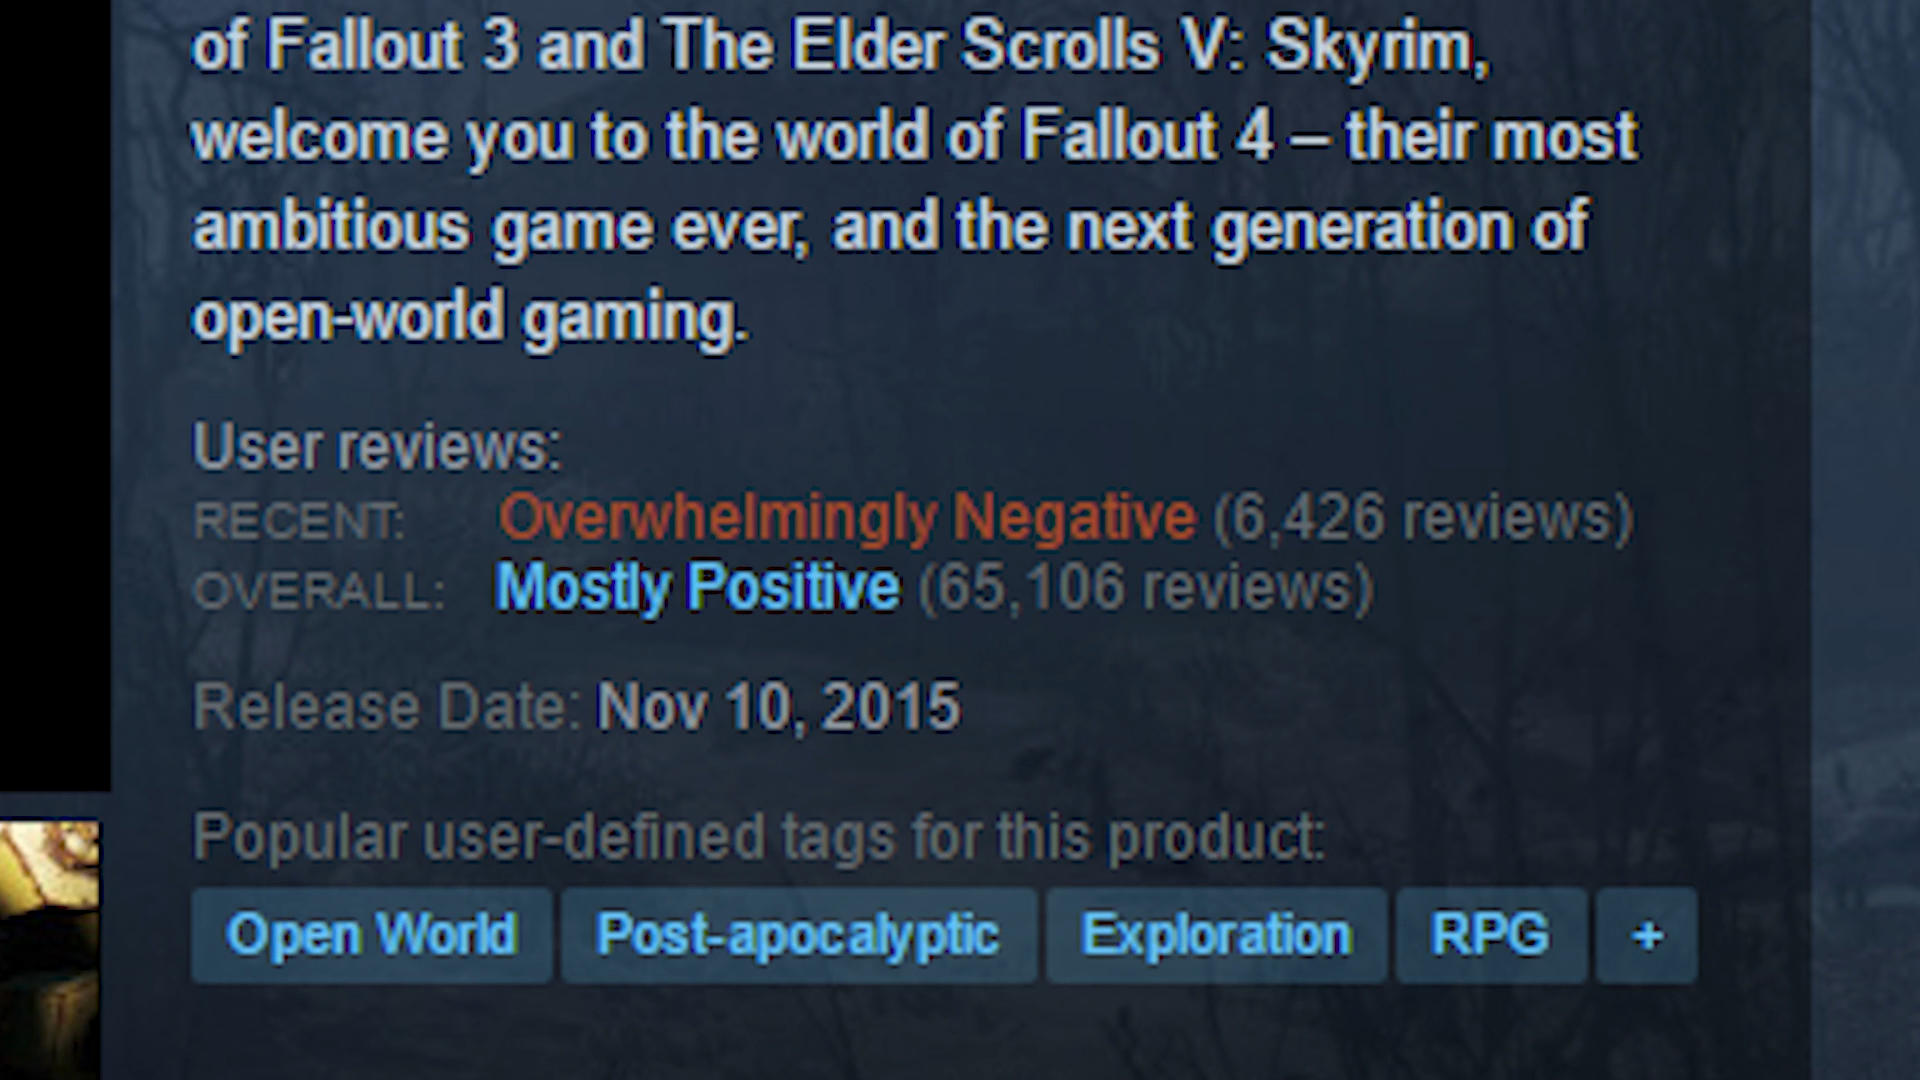 of Fallout 3 and The Elder Scrolls V: Skyrim,
welcome you to the world of Fallout 4 – their most
ambitious game ever, and the next generation of
open-world gaming.
User reviews:
RECENT: Overwhelmingly Negative (6,426 reviews)
OVERALL: Mostly Positive (65,106 reviews)
Release Date: Nov 10, 2015
Popular user-defined tags for this product:
Open World Post-apocalyptic Exploration RPG +